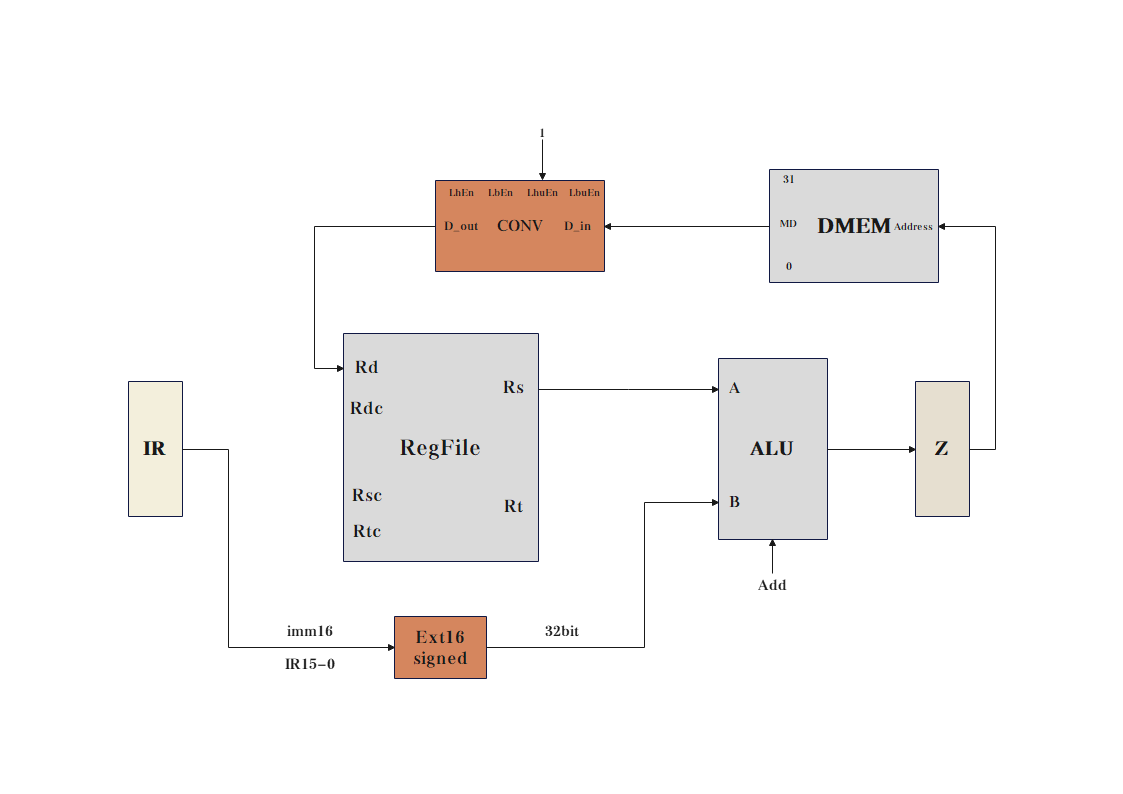 1
LhEn LbEn LhuEn LbuEn
D_out CONV D_in
31
MD DMEM Address
0
Rd
Rs
Rdc
RegFile
Rsc
Rt
Rtc
IR
A
ALU
B
Z
Add
imm16
IR15-0
Ext16
signed
32bit